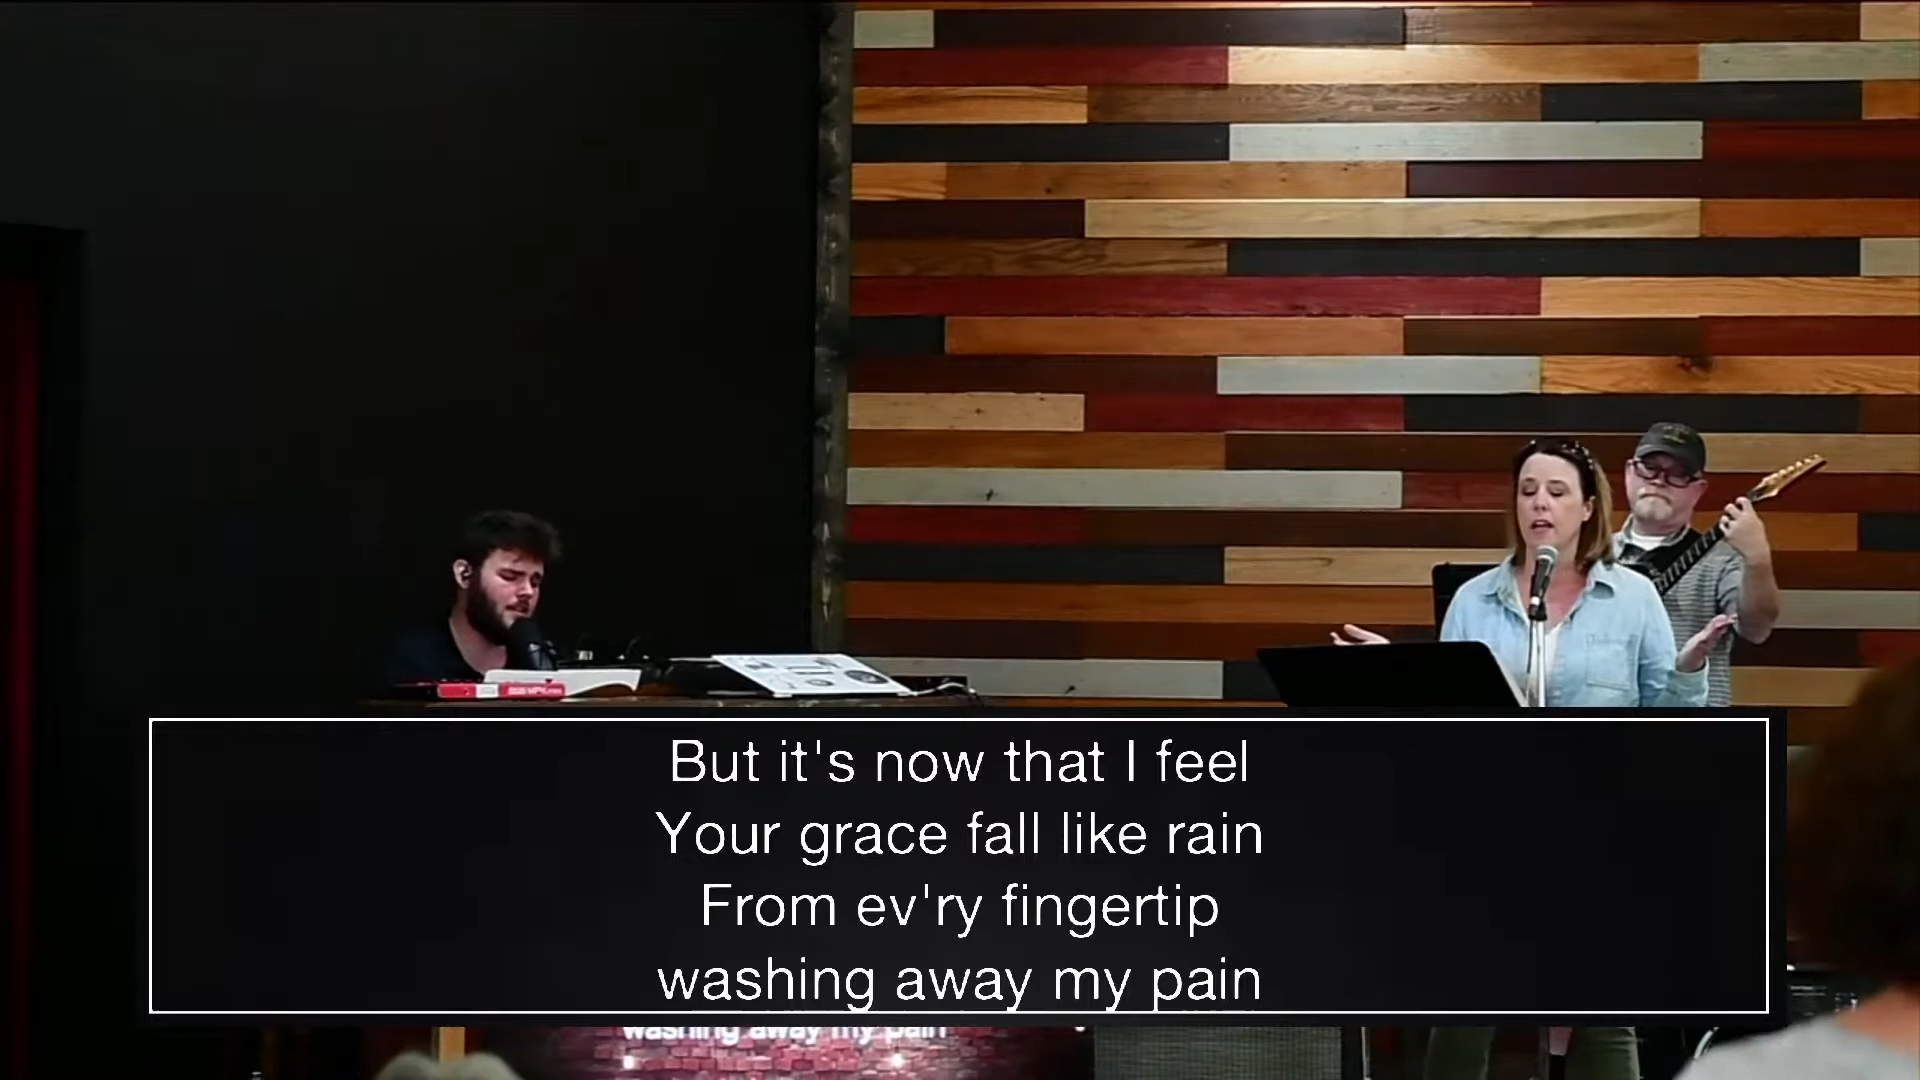 But it's now that I feel
Your grace fall like rain
From ev'ry fingertip
washing away my pain
washing away my pain